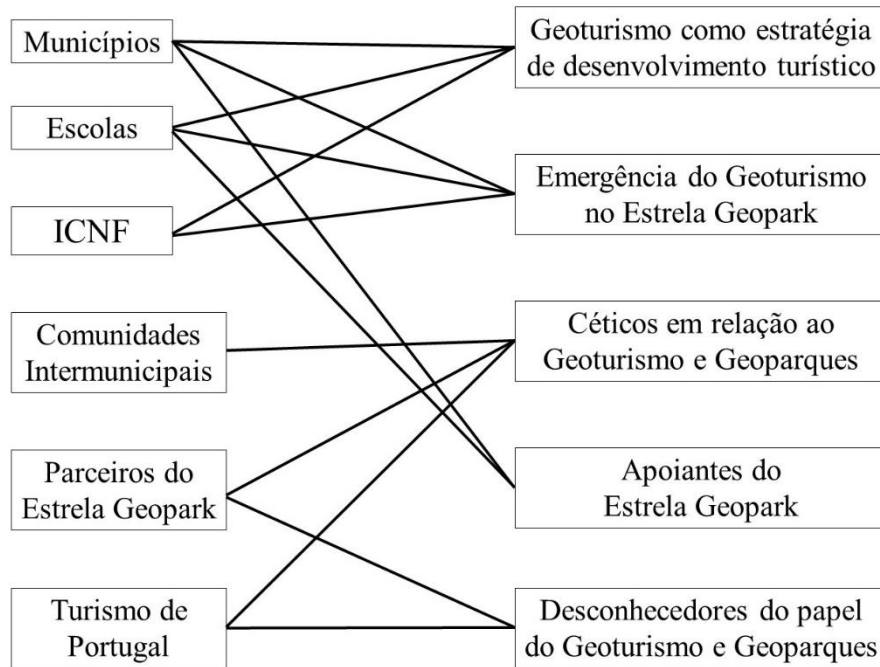 Municípios
Escolas
ICNF
Comunidades
Intermunicipais
Parceiros do
Estrela Geopark
Turismo de
Portugal
Geoturismo como estratégia
de desenvolvimento turístico
Emergência do Geoturismo
no Estrela Geopark
Céticos em relação ao
Geoturismo e Geoparques
Apoiantes do
Estrela Geopark
Desconhecedores do papel
do Geoturismo e Geoparques